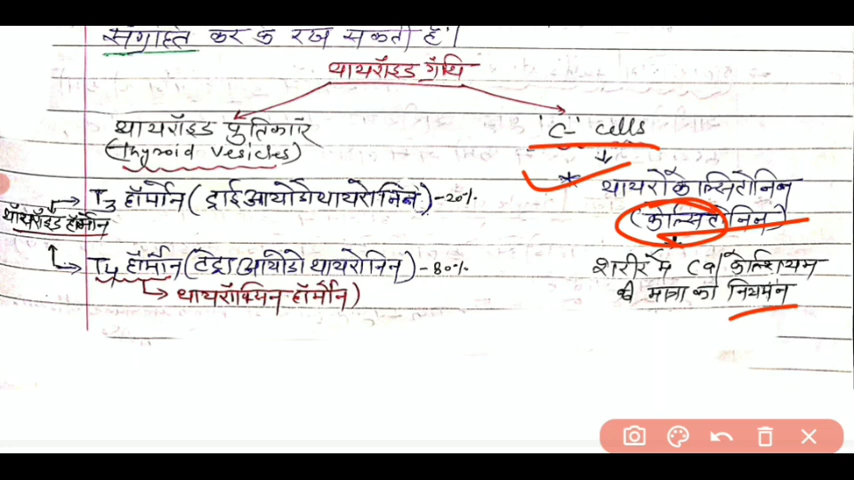 संग्रहित कर के रख सकती है।
थायरॉइड ग्रंथि
थायरॉइड पुतिकाएं
(Thyroid vesicles)
T3 हॉर्मोन (ट्राईआयोडोथायरोनिन) -20%
थॉयरॉइड हॉर्मोन
T4 हॉर्मोन (टेट्रा आयोडो थायरोनिन) - 80%
थायरॉक्सिन हॉर्मोन)
'C-' cells
* थायरोकैल्सिटोनिन
(कैल्सिटोनिन)
शरीर में Ca/कैल्शियम
की मात्रा का नियमन